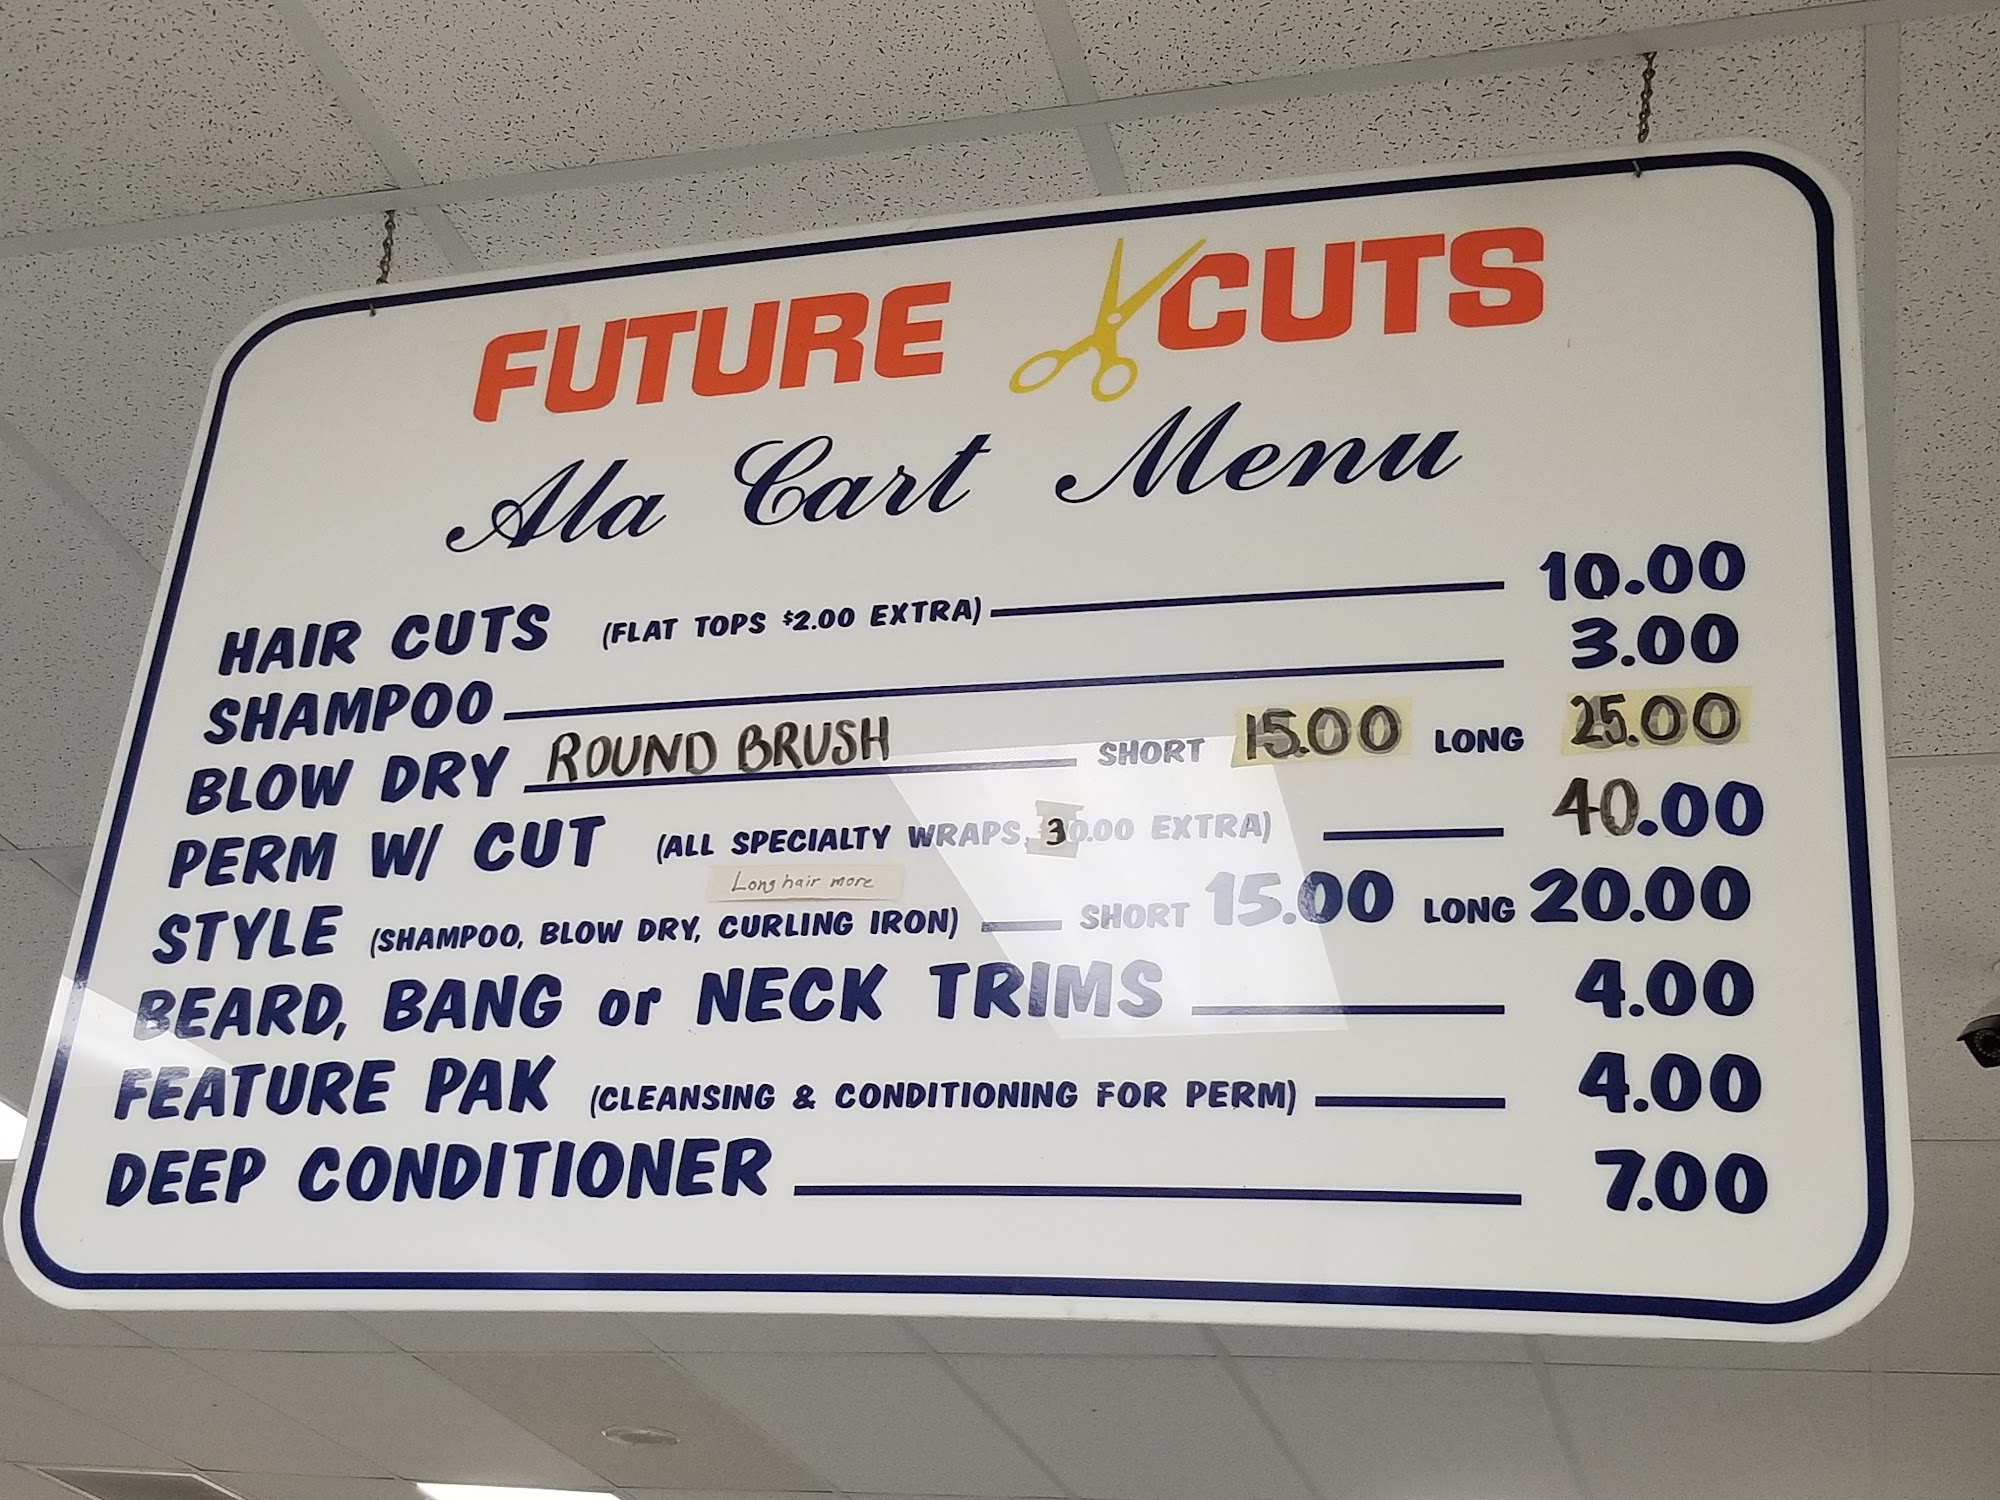 FUTURE CUTS
Ala Cart Menu
HAIR CUTS (FLAT TOPS $2.00 EXTRA) 10.00
SHAMPOO 3.00
BLOW DRY ROUND BRUSH SHORT 15.00 LONG 25.00
PERM W/ CUT (ALL SPECIALTY WRAPS, 30.00 EXTRA) 40.00
Long hair more
STYLE (SHAMPOO, BLOW DRY, CURLING IRON) SHORT 15.00 LONG 20.00
BEARD, BANG or NECK TRIMS 4.00
FEATURE PAK (CLEANSING & CONDITIONING FOR PERM) 4.00
DEEP CONDITIONER 7.00